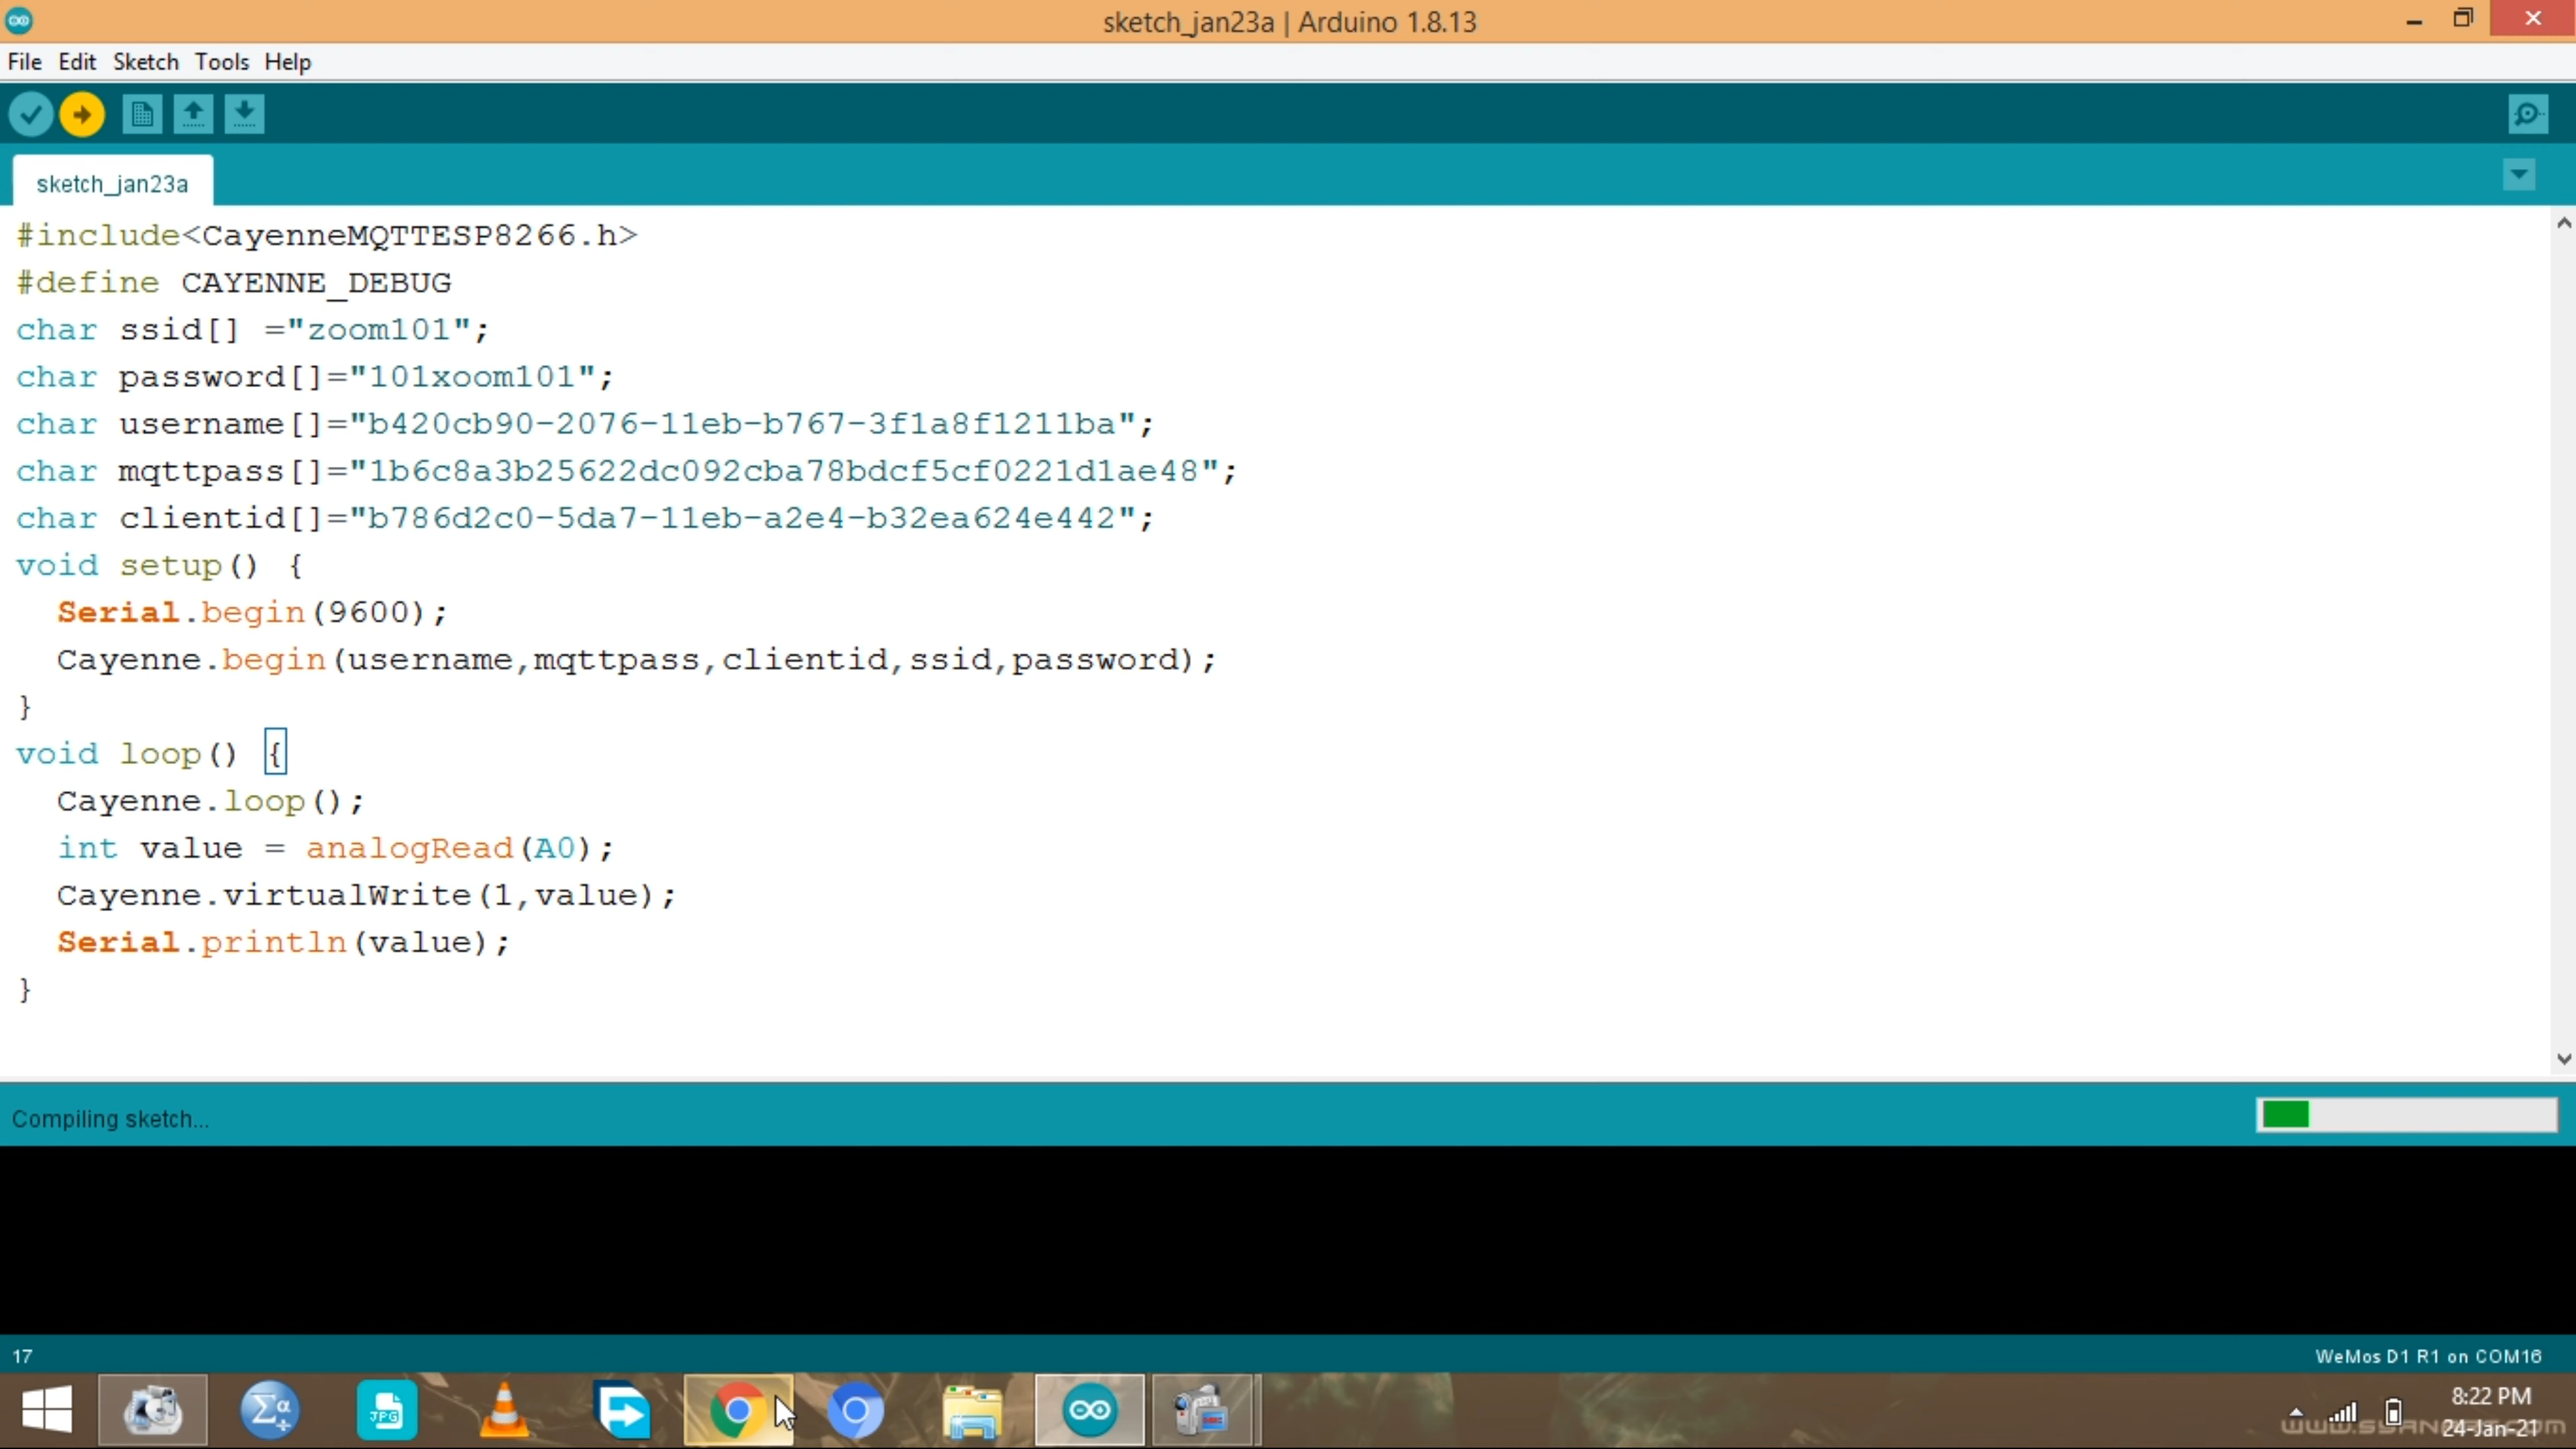 sketch_jan23a | Arduino 1.8.13
File Edit Sketch Tools Help
sketch_jan23a
#include<CayenneMQTTESP8266.h>
#define CAYENNE_DEBUG
char ssid[] ="zoom101";
char password[]="101xoom101";
char username[]="b420cb90-2076-11eb-b767-3f1a8f1211ba";
char mqttpass[]="1b6c8a3b25622dc092cba78bdcf5cf0221d1ae48";
char clientid[]="b786d2c0-5da7-11eb-a2e4-b32ea624e442";
void setup() {
Serial.begin(9600);
Cayenne.begin(username,mqttpass,clientid,ssid,password);
}
void loop() {
Cayenne.loop();
int value = analogRead(A0);
Cayenne.virtualWrite(1,value);
Serial.println(value);
}
Compiling sketch...
17
WeMos D1 R1 on COM16
JPG
8:22 PM
24-Jan-21